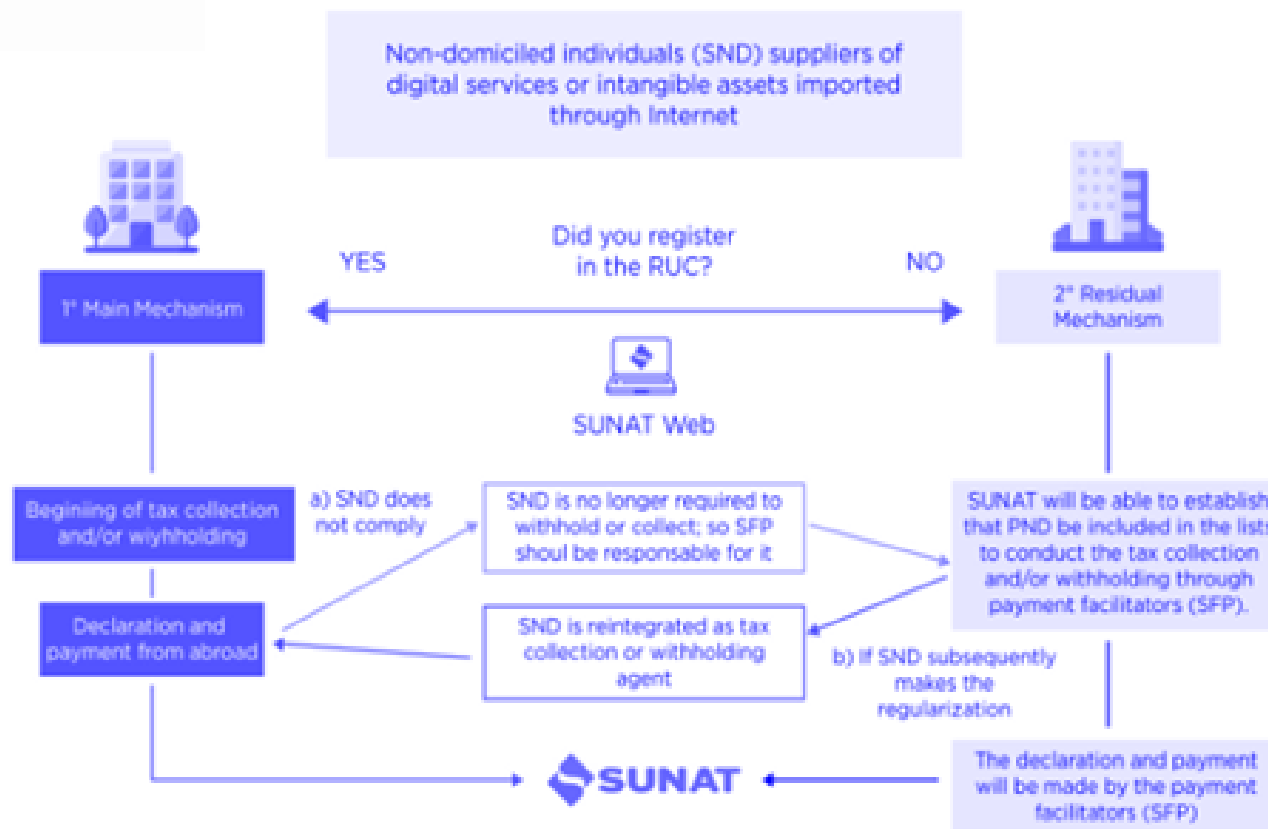 Non-domiciled individuals (SND) suppliers of
digital services or intangible assets imported
through Internet
Did you register
in the RUC?
YES
NO
1° Main Mechanism
2° Residual
Mechanism
SUNAT Web
Beginiing of tax collection
and/or wiyhholding
a) SND does
not comply
SND is no longer required to
withhold or collect; so SFP
shoul be responsable for it
SUNAT will be able to establish
that PND be included in the lists
to conduct the tax collection
and/or withholding through
payment facilitators (SFP).
Declaration and
payment from abroad
SND is reintegrated as tax
collection or withholding
agent
b) If SND subsequently
makes the
regularization
SUNAT
The declaration and payment
will be made by the payment
facilitators (SFP)